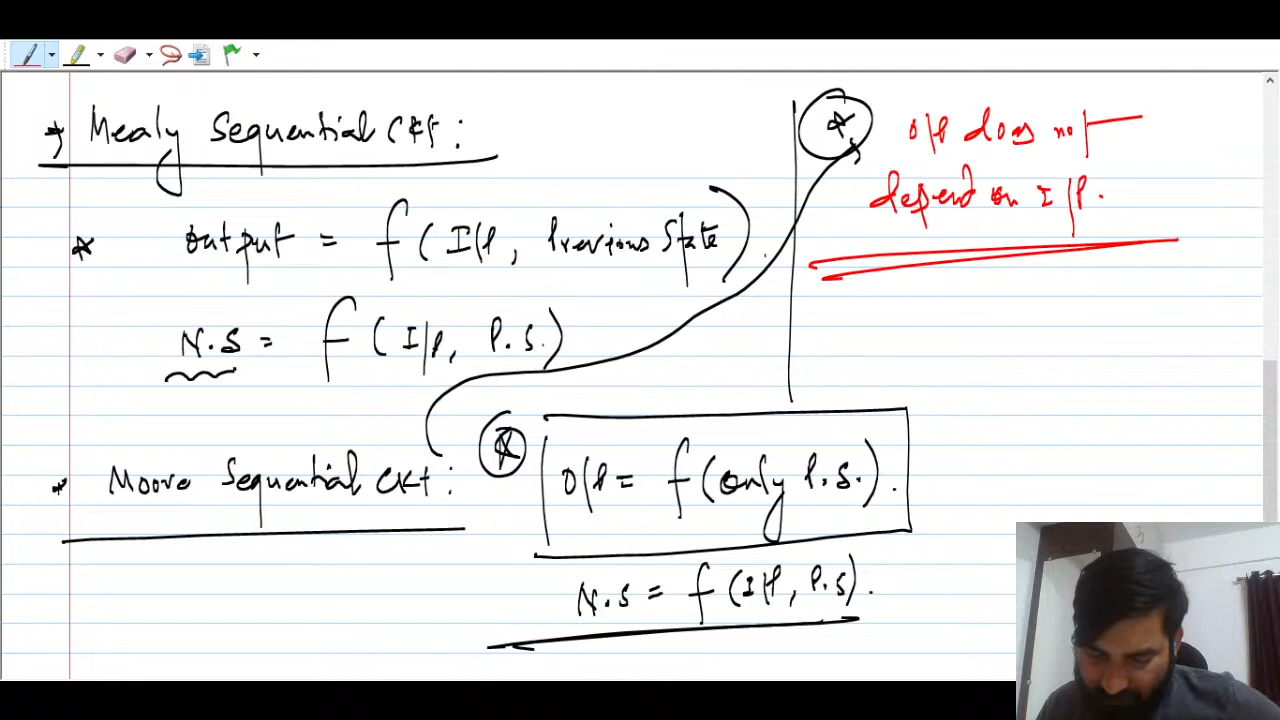 → Mealy Sequential CKt :
* output = f ( I/P , Previous State )
N.S = f ( I/P, P.S. )
* Moore Sequential CKt :
O/P = f ( only P.S. ) .
N.S = f ( I/P , P.S ) .
* O/P does not
depend on I/P .